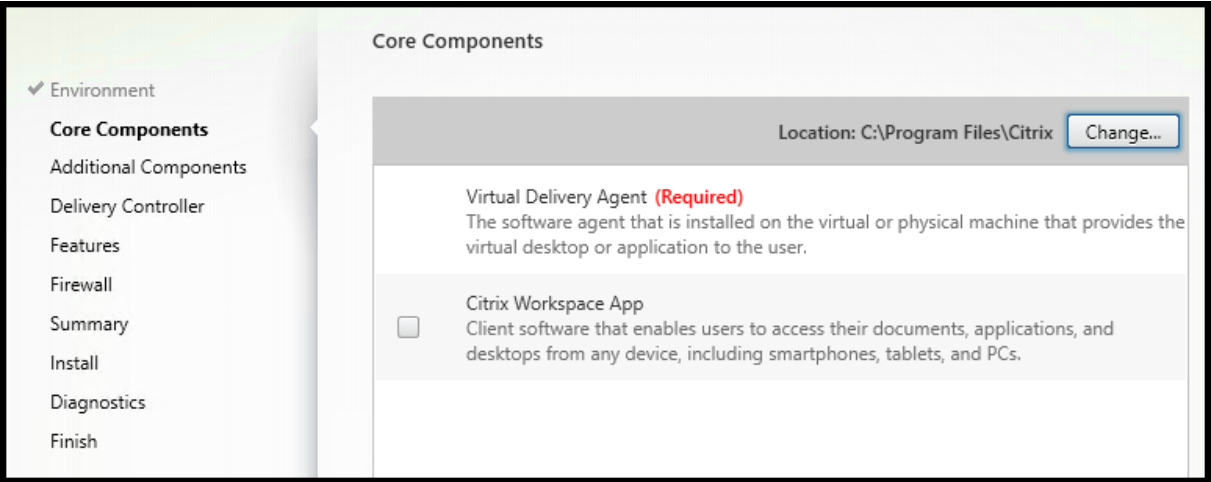 Core Components
Environment
Core Components
Additional Components
Delivery Controller
Features
Firewall
Summary
Install
Diagnostics
Finish
Location: C:\Program Files\Citrix
Change...
Virtual Delivery Agent (Required)
The software agent that is installed on the virtual or physical machine that provides the
virtual desktop or application to the user.
Citrix Workspace App
Client software that enables users to access their documents, applications, and
desktops from any device, including smartphones, tablets, and PCs.